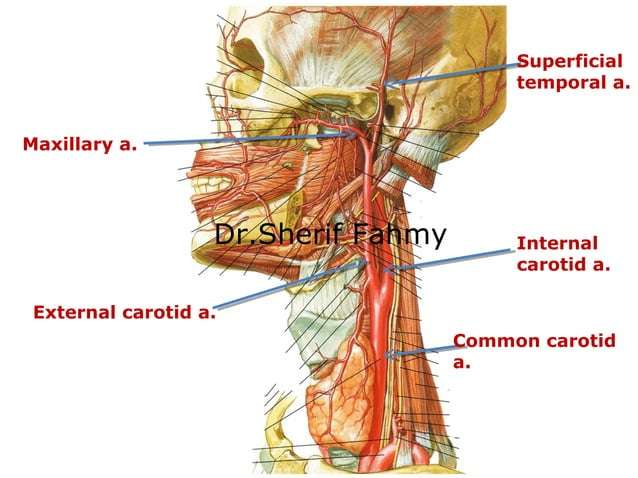 Superficial
temporal a.
Maxillary a.
Dr.Sherif Fahmy
Internal
carotid a.
External carotid a.
Common carotid
a.